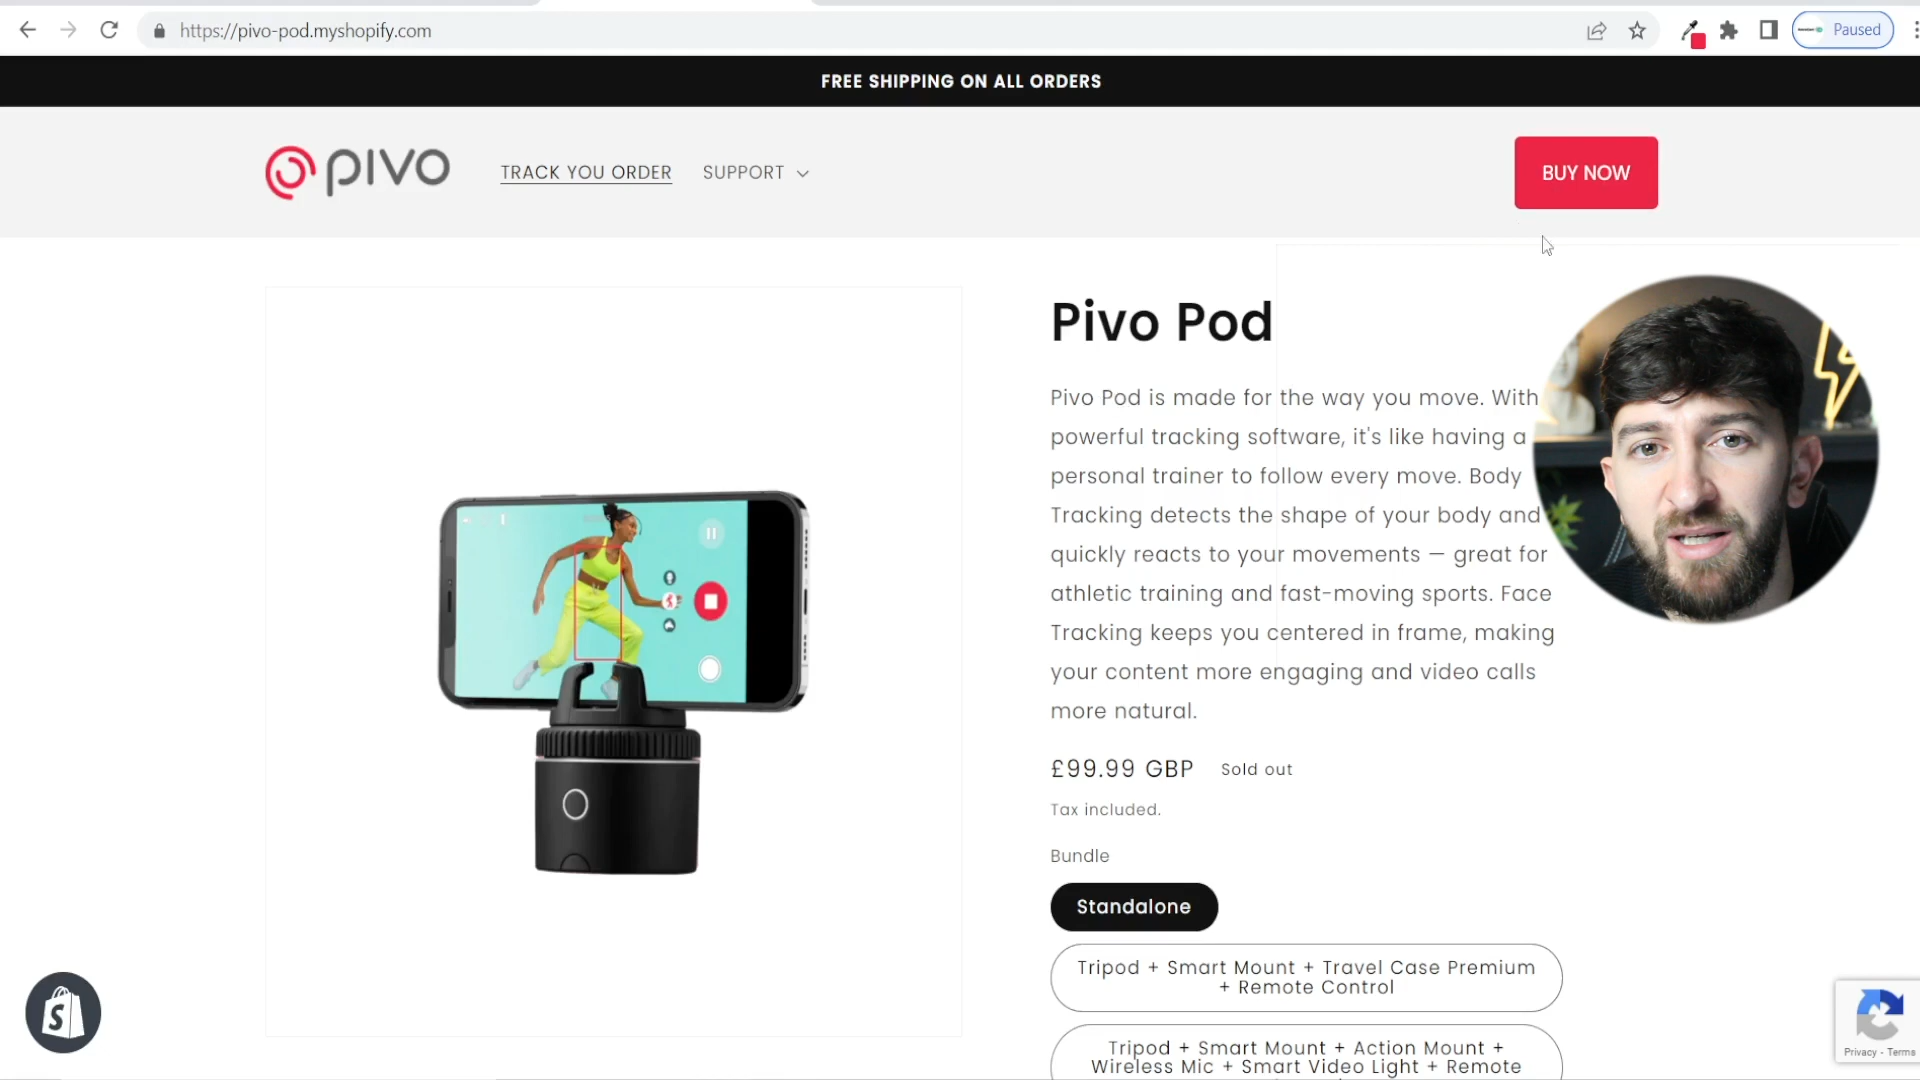 https://pivo-pod.myshopify.com
Paused
FREE SHIPPING ON ALL ORDERS
pivo
TRACK YOU ORDER
SUPPORT
BUY NOW
Pivo Pod
Pivo Pod is made for the way you move. With
powerful tracking software, it's like having a
personal trainer to follow every move. Body
Tracking detects the shape of your body and
quickly reacts to your movements — great for
athletic training and fast-moving sports. Face
Tracking keeps you centered in frame, making
your content more engaging and video calls
more natural.
£99.99 GBP Sold out
Tax included.
Bundle
Standalone
Tripod + Smart Mount + Travel Case Premium
+ Remote Control
Tripod + Smart Mount + Action Mount +
Wireless Mic + Smart Video Light + Remote
Privacy - Terms